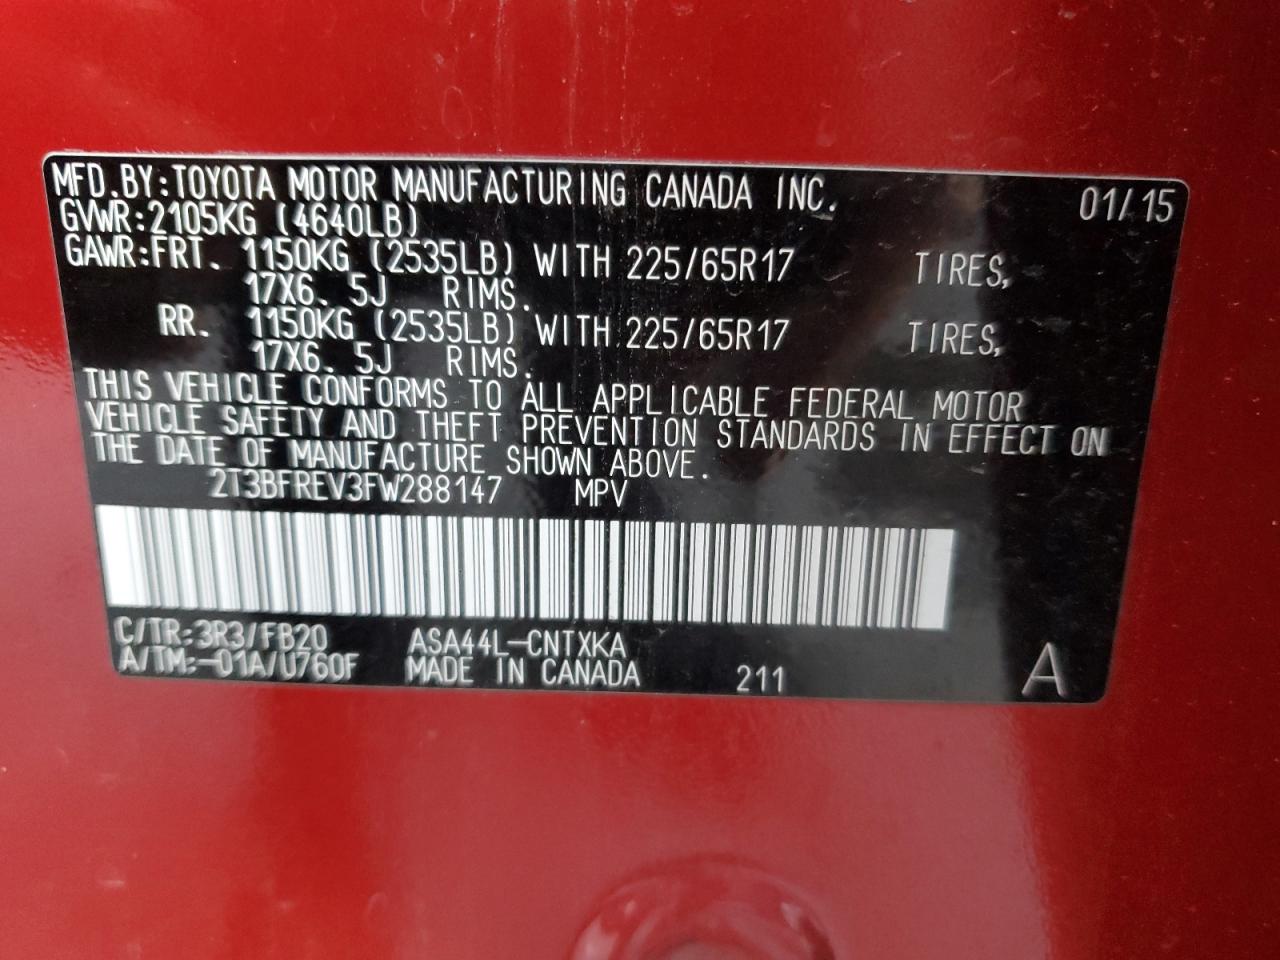 MFD.BY:TOYOTA MOTOR MANUFACTURING CANADA INC. 01/15
GVWR:2105KG (4640LB)
GAWR:FRT. 1150KG (2535LB) WITH 225/65R17 TIRES,
17X6. 5J RIMS.
RR. 1150KG (2535LB) WITH 225/65R17 TIRES,
17X6. 5J RIMS.
THIS VEHICLE CONFORMS TO ALL APPLICABLE FEDERAL MOTOR
VEHICLE SAFETY AND THEFT PREVENTION STANDARDS IN EFFECT ON
THE DATE OF MANUFACTURE SHOWN ABOVE.
2T3BFREV3FW288147 MPV
C/TR:3R3/FB20 ASA44L-CNTXKA
A/TM:-01A/U760F MADE IN CANADA 211 A